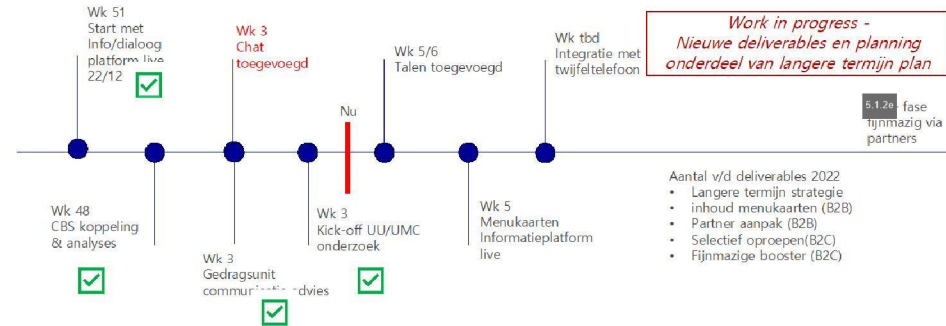 Wk 51
Start met
Info/dialoog
platform live
22/12
Wk 3
Chat
toegevoegd
Nu
Wk 5/6
Talen toegevoegd
Wk tbd
Integratie met
twijfeltelefoon
Work in progress -
Nieuwe deliverables en planning
onderdeel van langere termijn plan
5.1.2e
fase
fijnmazig via
partners
Wk 48
CBS koppeling
& analyses
Wk 3
Gedragsunit
communicatie advies
Wk 3
Kick-off UU/UMC
onderzoek
Wk 5
Menukaarten
Informatieplatform
live
Aantal v/d deliverables 2022
• Langere termijn strategie
• inhoud menukaarten (B2B)
• Partner aanpak (B2B)
• Selectief oproepen(B2C)
• Fijnmazige booster (B2C)